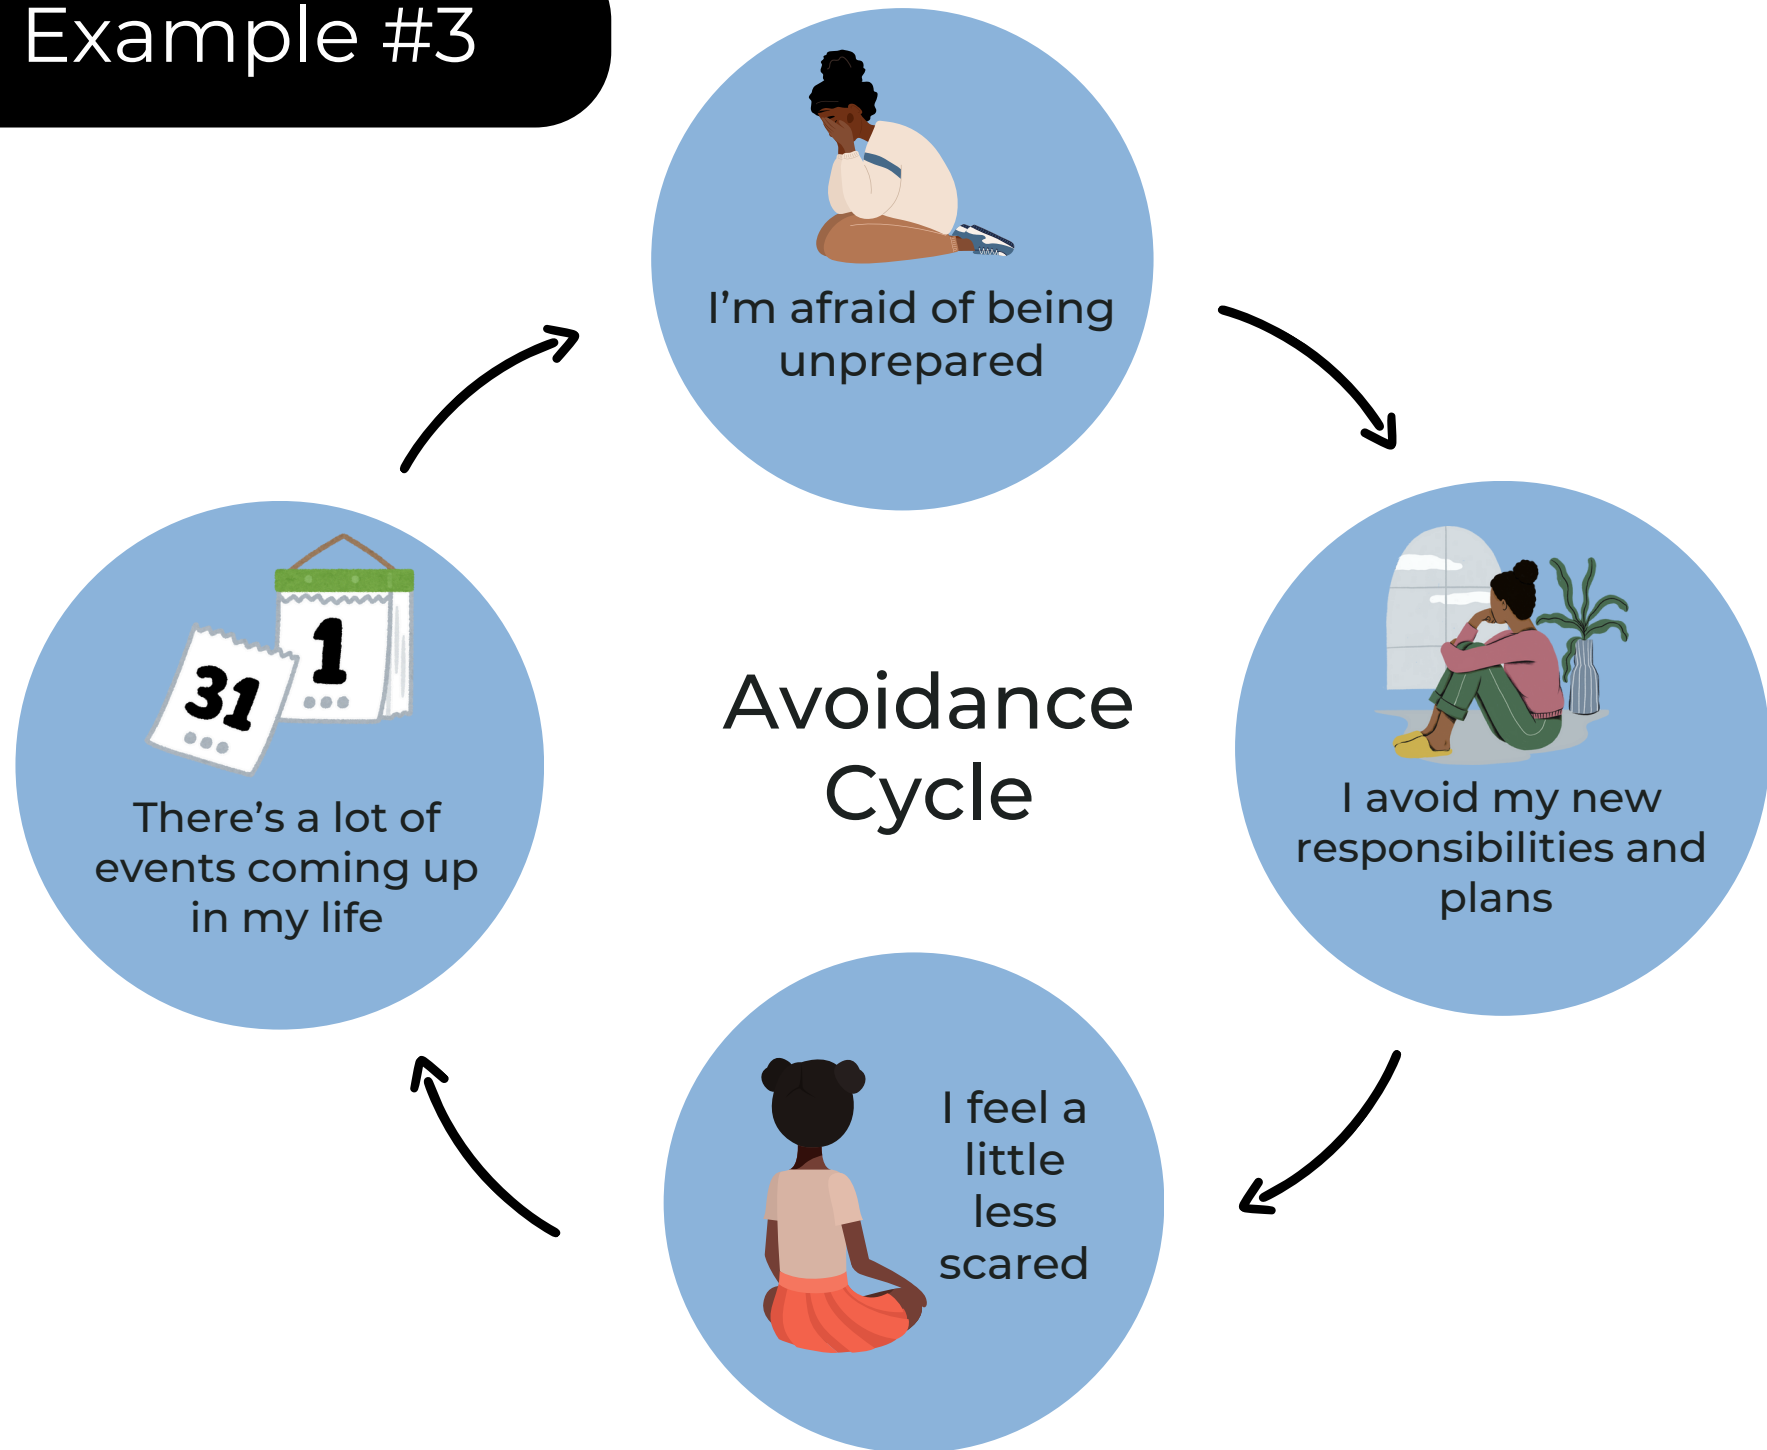 Example #3
I’m afraid of being
unprepared
I avoid my new
responsibilities and
plans
I feel a
little
less
scared
31
1
There’s a lot of
events coming up
in my life
Avoidance
Cycle